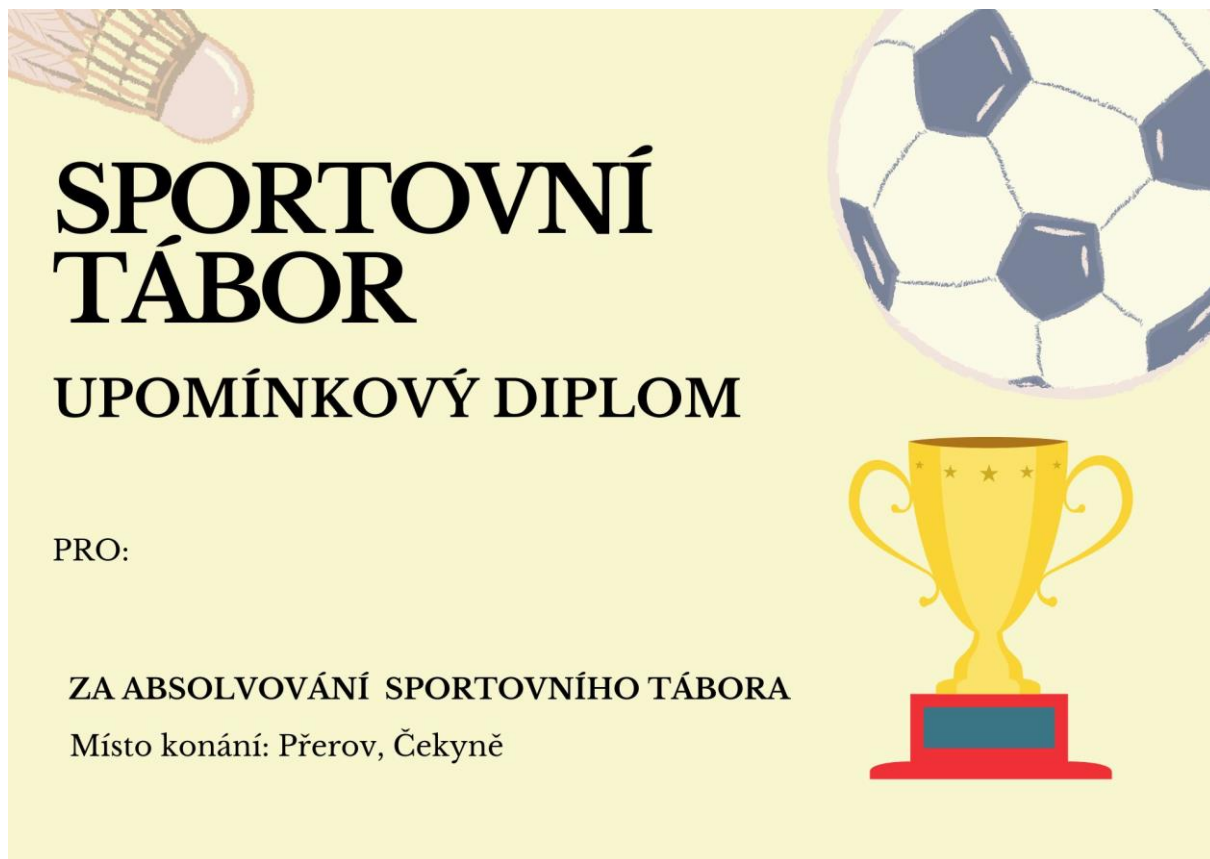 SPORTOVNÍ
TÁBOR
UPOMÍNKOVÝ DIPLOM
PRO:
ZA ABSOLVOVÁNÍ  SPORTOVNÍHO TÁBORA
Místo konání: Přerov, Čekyně